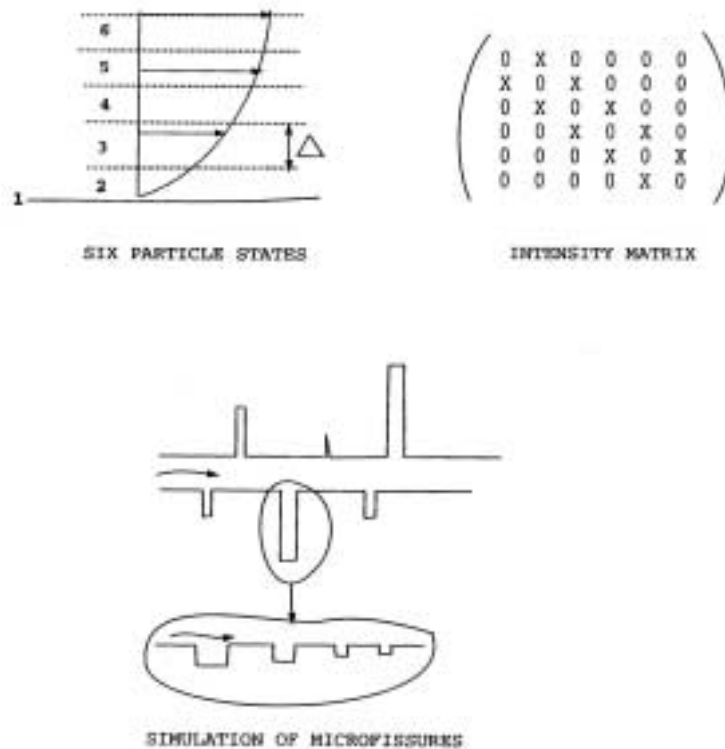 6
5
4
3
2
1
Δ
SIX PARTICLE STATES
0 X 0 0 0 0
X 0 X 0 0 0
0 X 0 X 0 0
0 0 X 0 X 0
0 0 0 X 0 X
0 0 0 0 X 0
INTENSITY MATRIX
SIMULATION OF MICROFISSURES